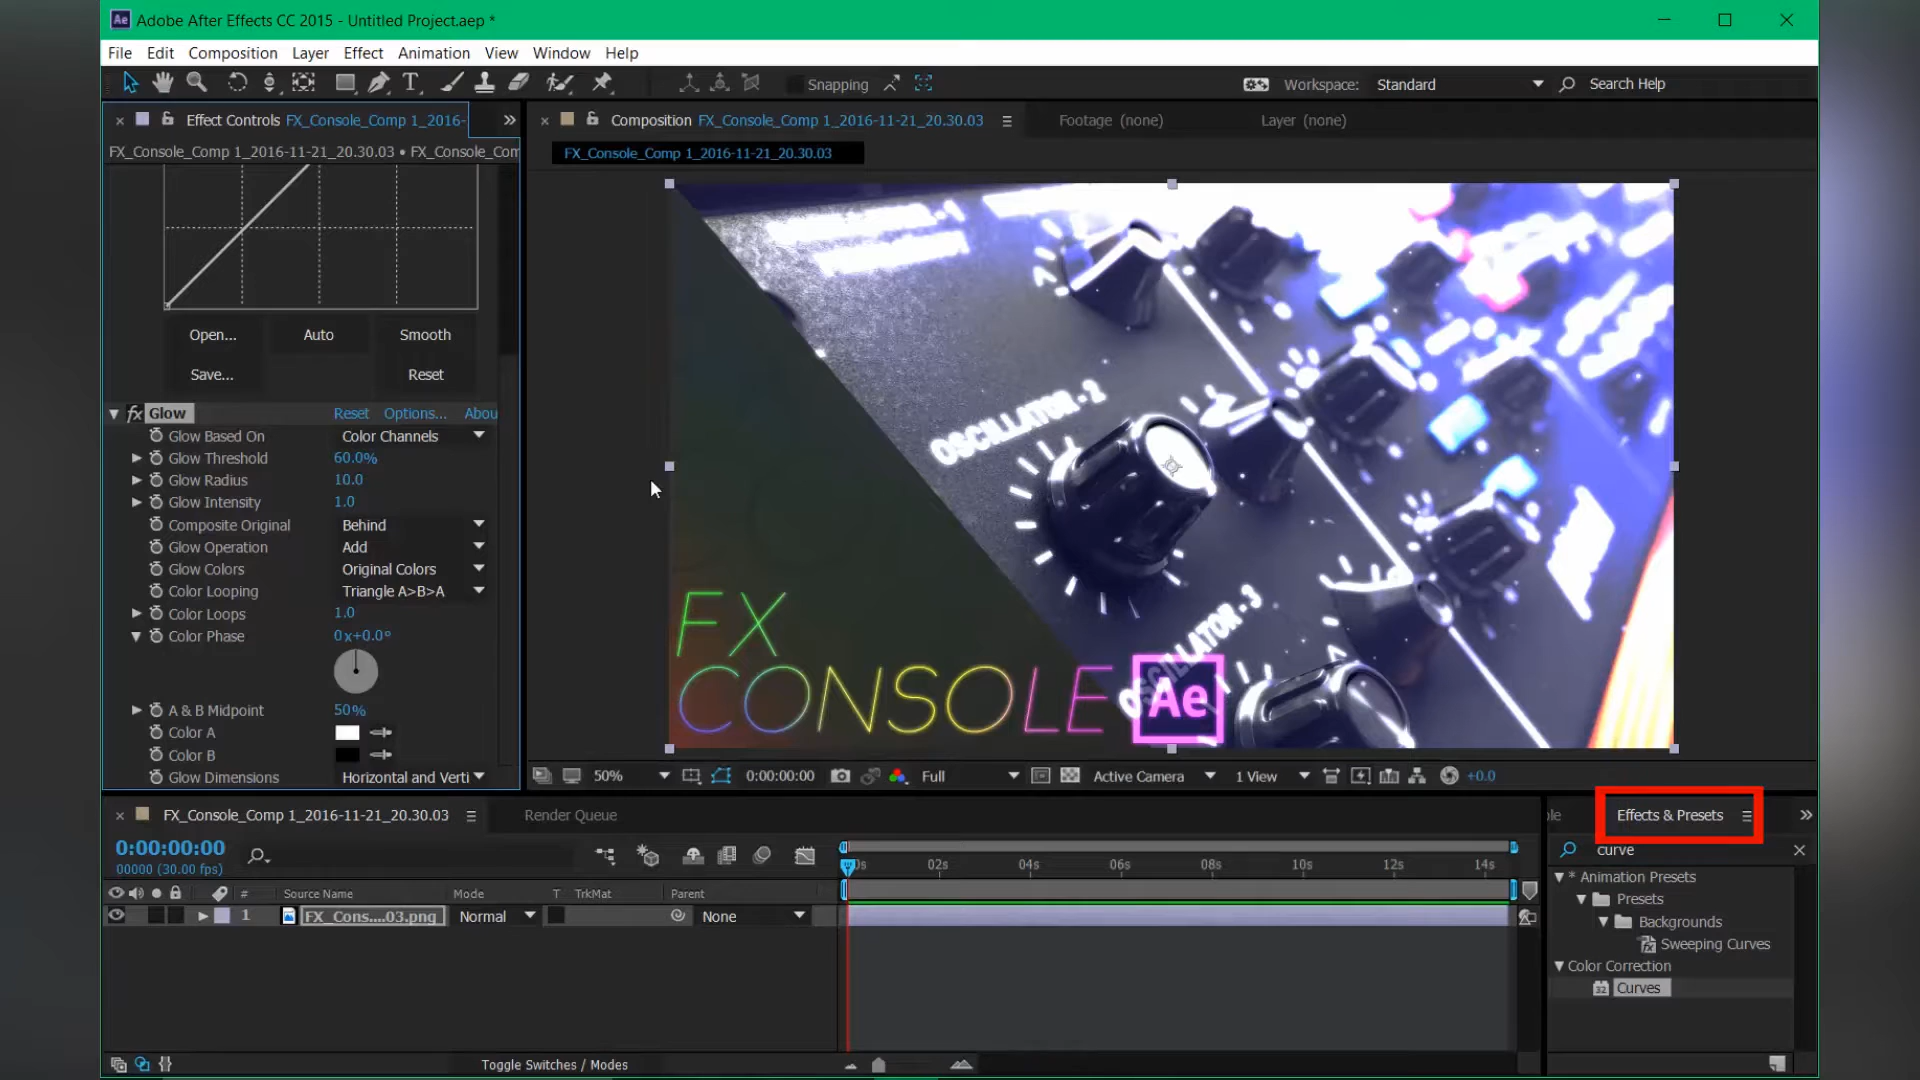 Ae Adobe After Effects CC 2015 - Untitled Project.aep *
File Edit Composition Layer Effect Animation View Window Help
T Snapping Workspace: Standard Search Help
Effect Controls FX_Console_Comp 1_2016-
FX_Console_Comp 1_2016-11-21_20.30.03 • FX_Console_Com
Open... Auto Smooth
Save... Reset
fx Glow Reset Options... Abou
Glow Based On Color Channels
Glow Threshold 60.0%
Glow Radius 10.0
Glow Intensity 1.0
Composite Original Behind
Glow Operation Add
Glow Colors Original Colors
Color Looping Triangle A>B>A
Color Loops 1.0
Color Phase 0x+0.0°
A & B Midpoint 50%
Color A
Color B
Glow Dimensions Horizontal and Verti
Composition FX_Console_Comp 1_2016-11-21_20.30.03 Footage (none) Layer (none)
FX_Console_Comp 1_2016-11-21_20.30.03
OSCILLATOR-2
OSCILLATOR-3
FX
CONSOLE Ae
50% 0:00:00:00 Full Active Camera 1 View +0.0
FX_Console_Comp 1_2016-11-21_20.30.03 Render Queue
0:00:00:00
00000 (30.00 fps)
0s 02s 04s 06s 08s 10s 12s 14s
# Source Name Mode T TrkMat Parent
1 FX_Cons....03.png Normal None
Toggle Switches / Modes
ole Effects & Presets
curve
* Animation Presets
Presets
Backgrounds
Sweeping Curves
Color Correction
32 Curves